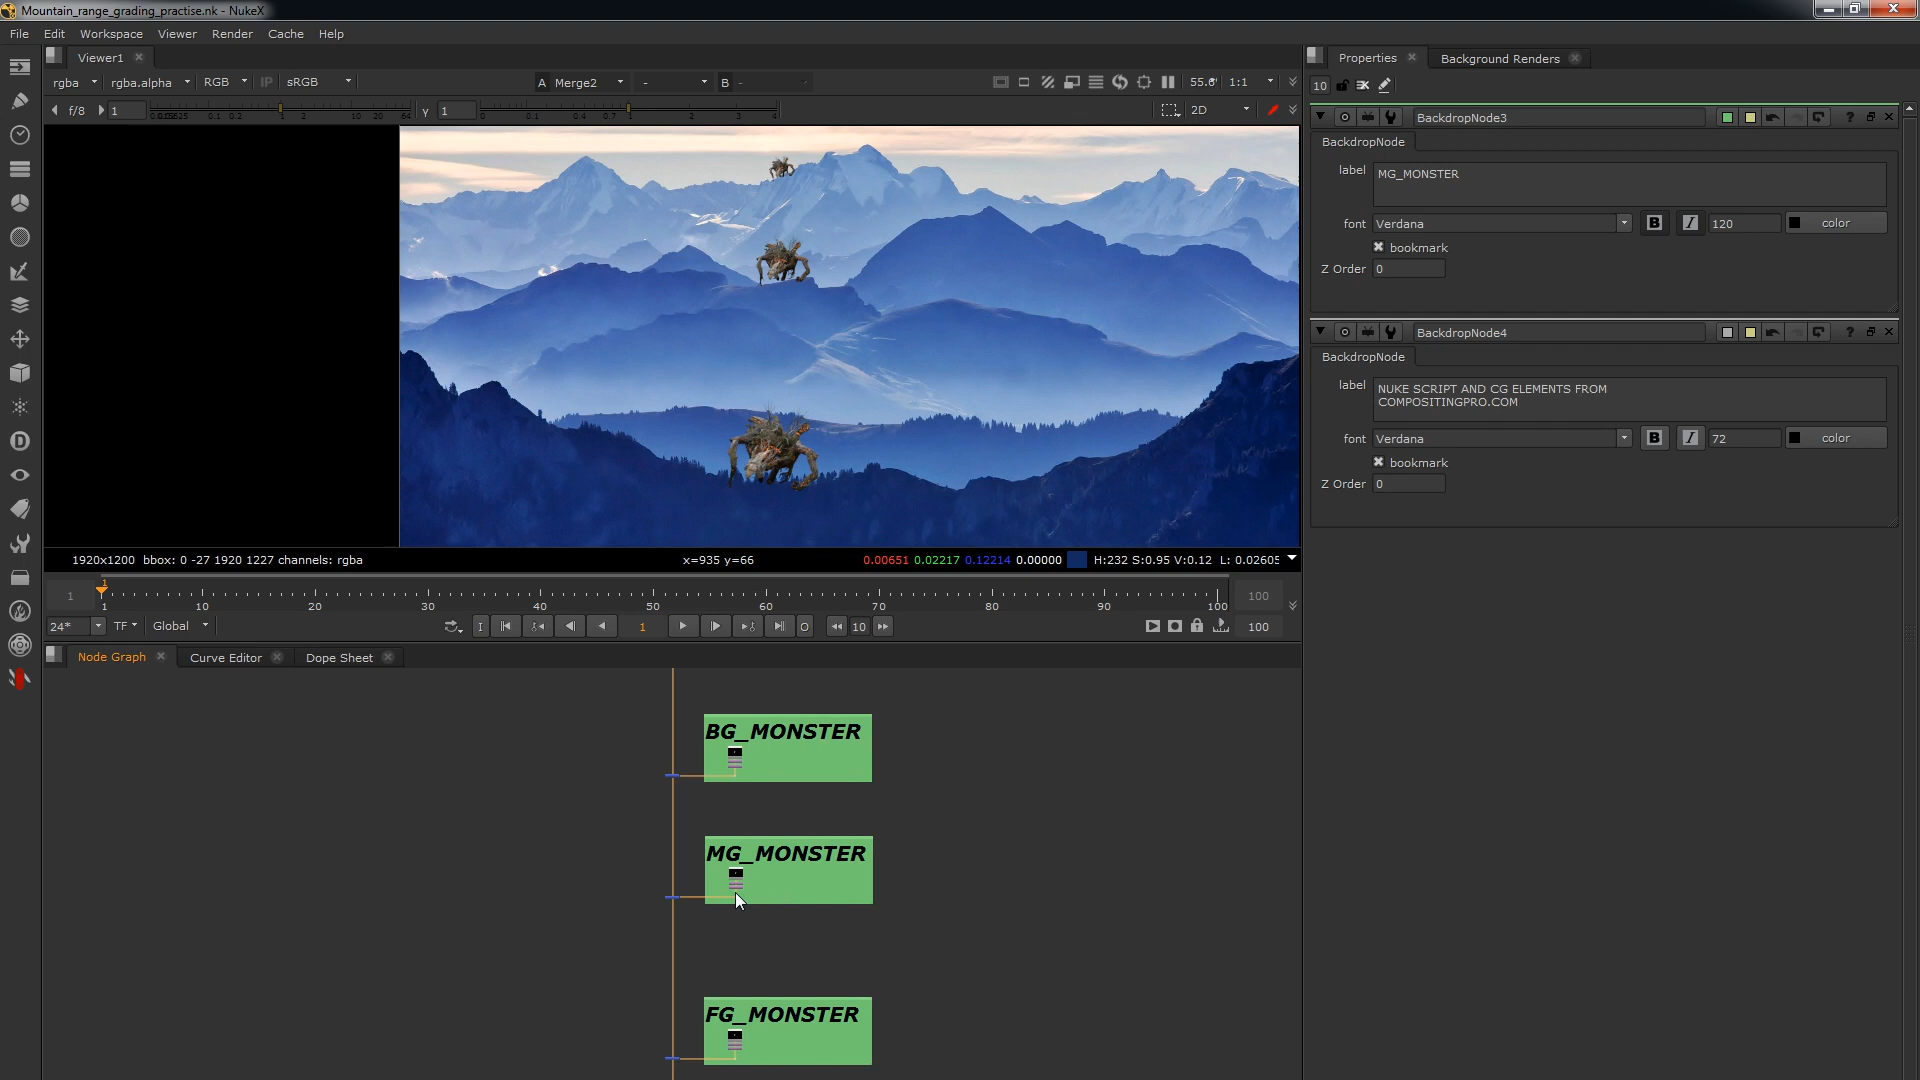 Mountain_range_grading_practise.nk - NukeX
File Edit Workspace Viewer Render Cache Help
Viewer1
rgba rgba.alpha RGB IP sRGB A Merge2 - B - 1:1
f/8 1 Y 1 2D
1920x1200 bbox: 0 -27 1920 1227 channels: rgba x=935 y=66 0.00651 0.02217 0.12214 0.00000 H:232 S:0.95 V:0.12 L: 0.02605
1 1 100
1 10 20 30 40 50 60 70 80 90 100
24* TF Global I 1 O 10 100
Node Graph Curve Editor Dope Sheet
BG_MONSTER
MG_MONSTER
FG_MONSTER
Properties Background Renders
10
BackdropNode3 ?
BackdropNode
label MG_MONSTER
font Verdana B I 120 color
bookmark
Z Order 0
BackdropNode4 ?
BackdropNode
label NUKE SCRIPT AND CG ELEMENTS FROM
COMPOSITINGPRO.COM
font Verdana B I 72 color
bookmark
Z Order 0